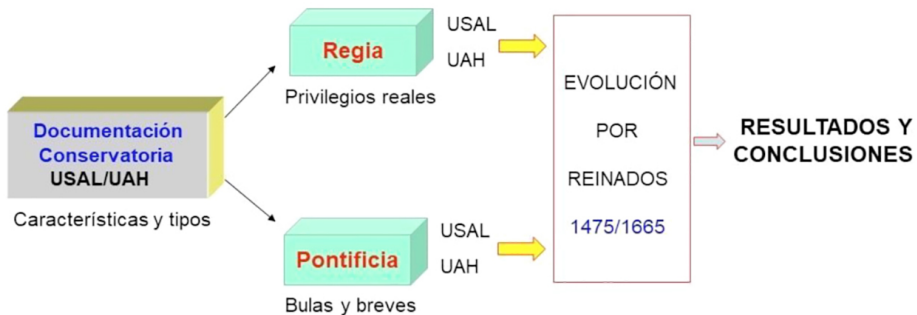 Documentación
Conservatoria
USAL/UAH
Características y tipos
Regia
Privilegios reales
USAL
UAH
Pontificia
Bulas y breves
USAL
UAH
EVOLUCIÓN
POR
REINADOS
1475/1665
RESULTADOS Y
CONCLUSIONES